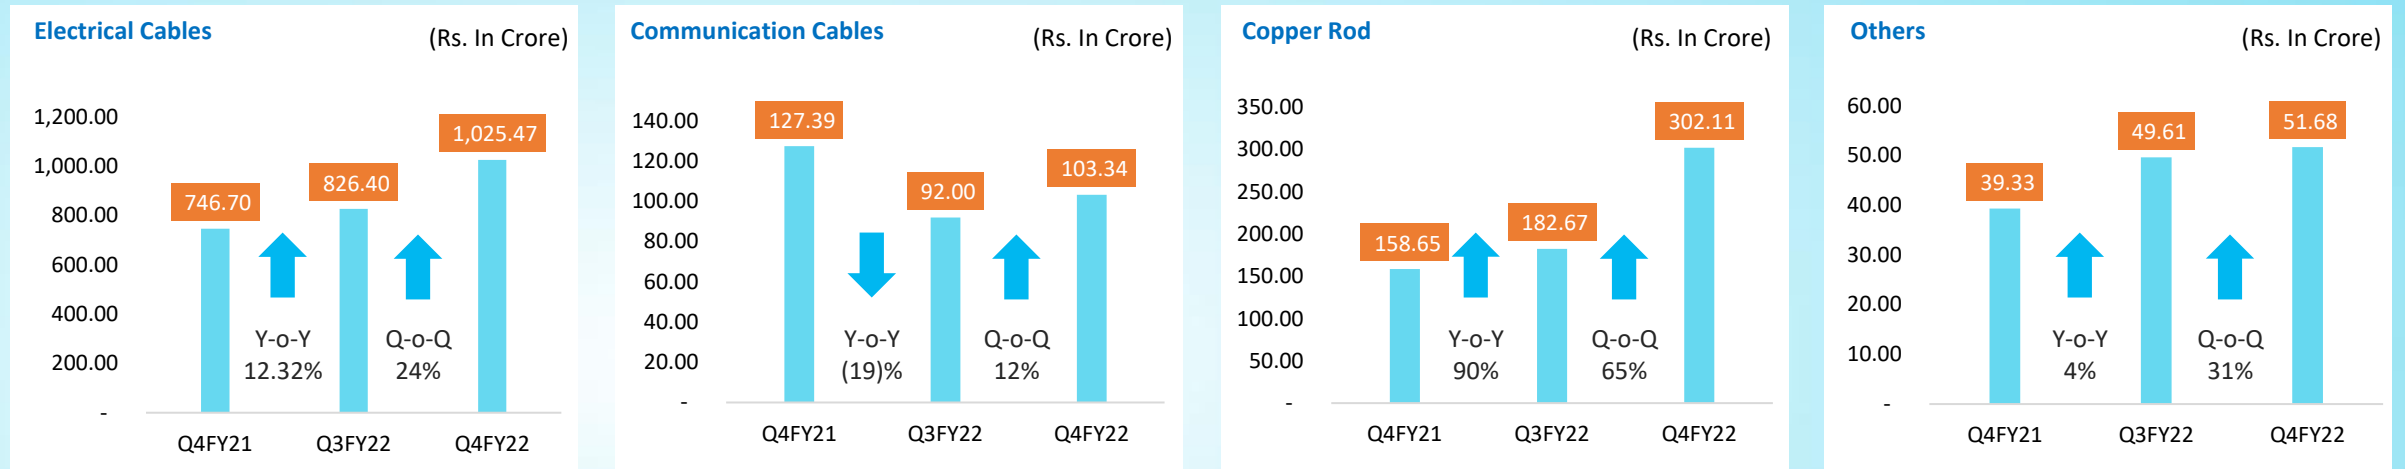 Electrical Cables
(Rs. In Crore)
1,200.00
1,000.00
800.00
600.00
400.00
200.00
-
746.70
826.40
1,025.47
Y-o-Y
12.32%
Q-o-Q
24%
Q4FY21
Q3FY22
Q4FY22
Communication Cables
(Rs. In Crore)
140.00
120.00
100.00
80.00
60.00
40.00
20.00
-
127.39
92.00
103.34
Y-o-Y
(19)%
Q-o-Q
12%
Q4FY21
Q3FY22
Q4FY22
Copper Rod
(Rs. In Crore)
350.00
300.00
250.00
200.00
150.00
100.00
50.00
-
158.65
182.67
302.11
Y-o-Y
90%
Q-o-Q
65%
Q4FY21
Q3FY22
Q4FY22
Others
(Rs. In Crore)
60.00
50.00
40.00
30.00
20.00
10.00
-
39.33
49.61
51.68
Y-o-Y
4%
Q-o-Q
31%
Q4FY21
Q3FY22
Q4FY22